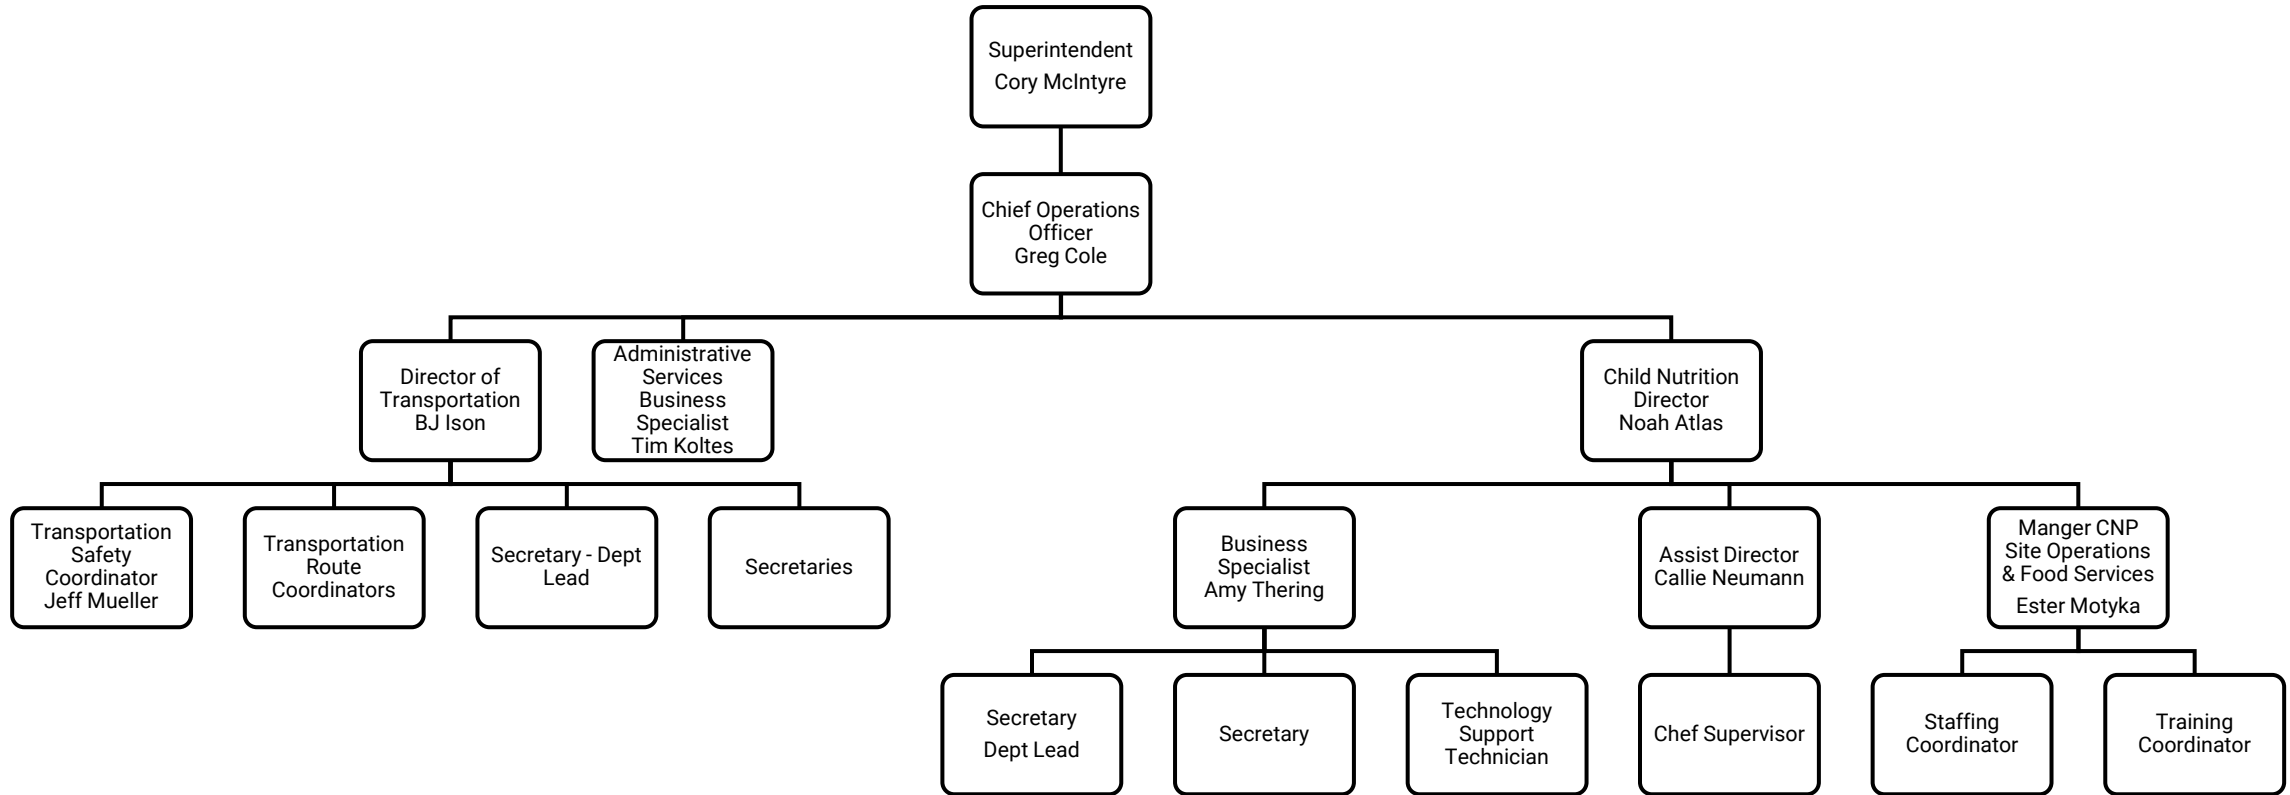 Superintendent
Cory McIntyre
Chief Operations
Officer
Greg Cole
Director of
Transportation
BJ Ison
Administrative
Services
Business
Specialist
Tim Koltes
Child Nutrition
Director
Noah Atlas
Transportation
Safety
Coordinator
Jeff Mueller
Transportation
Route
Coordinators
Secretary - Dept
Lead
Secretaries
Business
Specialist
Amy Thering
Assist Director
Callie Neumann
Manger CNP
Site Operations
& Food Services
Ester Motyka
Secretary
Dept Lead
Secretary
Technology
Support
Technician
Chef Supervisor
Staffing
Coordinator
Training
Coordinator